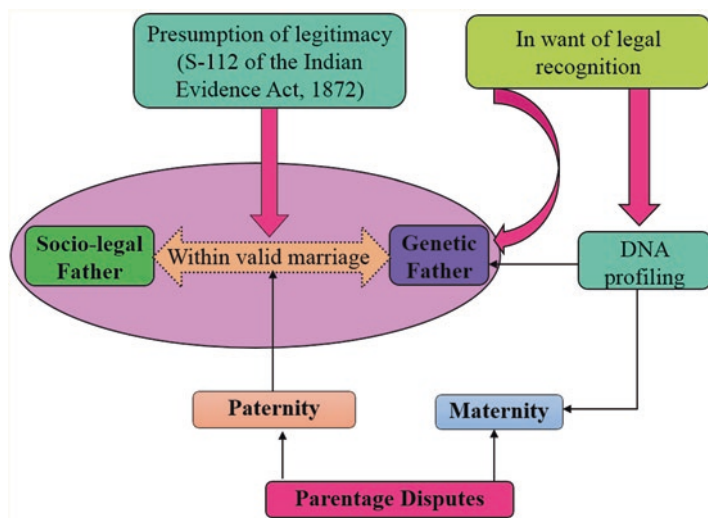 Presumption of legitimacy
(S-112 of the Indian
Evidence Act, 1872)
In want of legal
recognition
Socio-legal
Father
Within valid marriage
Genetic
Father
DNA
profiling
Paternity
Maternity
Parentage Disputes